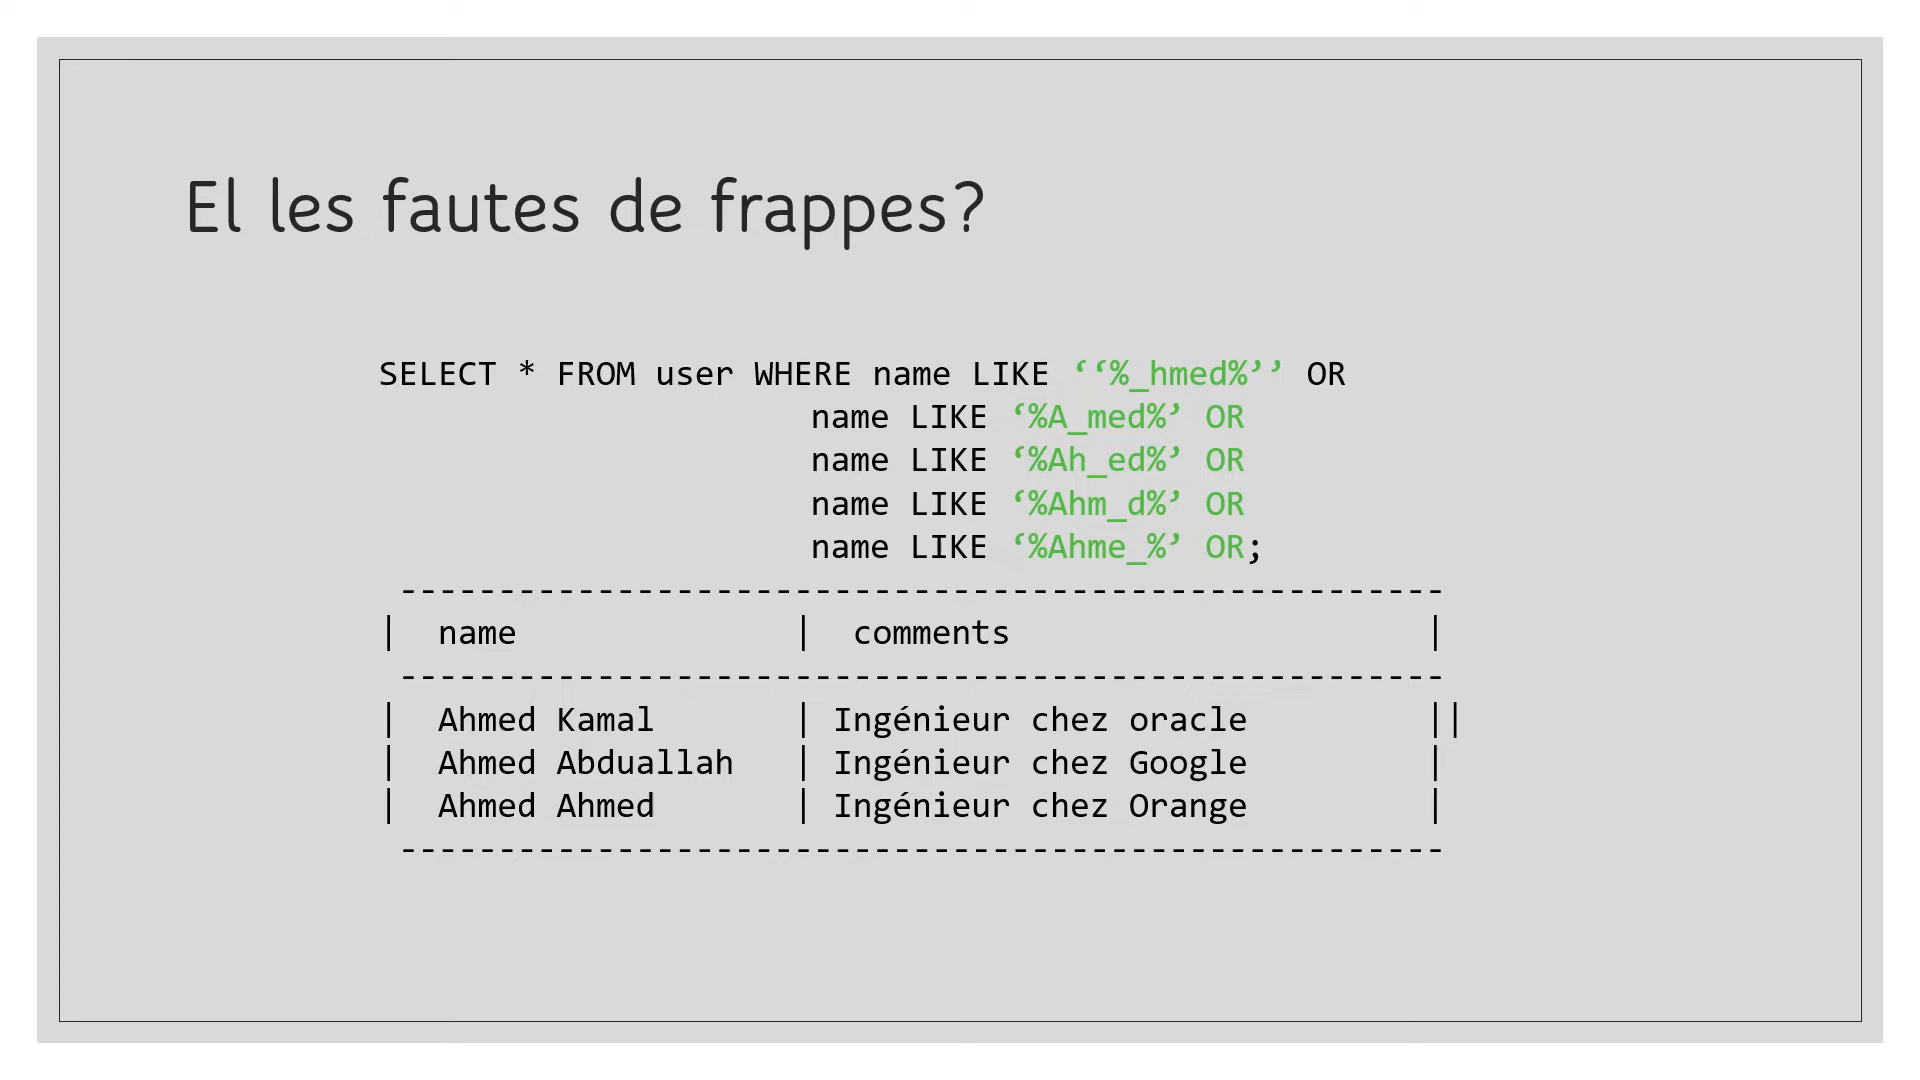 El les fautes de frappes?
SELECT * FROM user WHERE name LIKE ‘‘%_hmed%’’ OR
name LIKE ‘%A_med%’ OR
name LIKE ‘%Ah_ed%’ OR
name LIKE ‘%Ahm_d%’ OR
name LIKE ‘%Ahme_%’ OR;
-----------------------------------------------------
| name | comments |
-----------------------------------------------------
| Ahmed Kamal | Ingénieur chez oracle ||
| Ahmed Abduallah | Ingénieur chez Google |
| Ahmed Ahmed | Ingénieur chez Orange |
-----------------------------------------------------